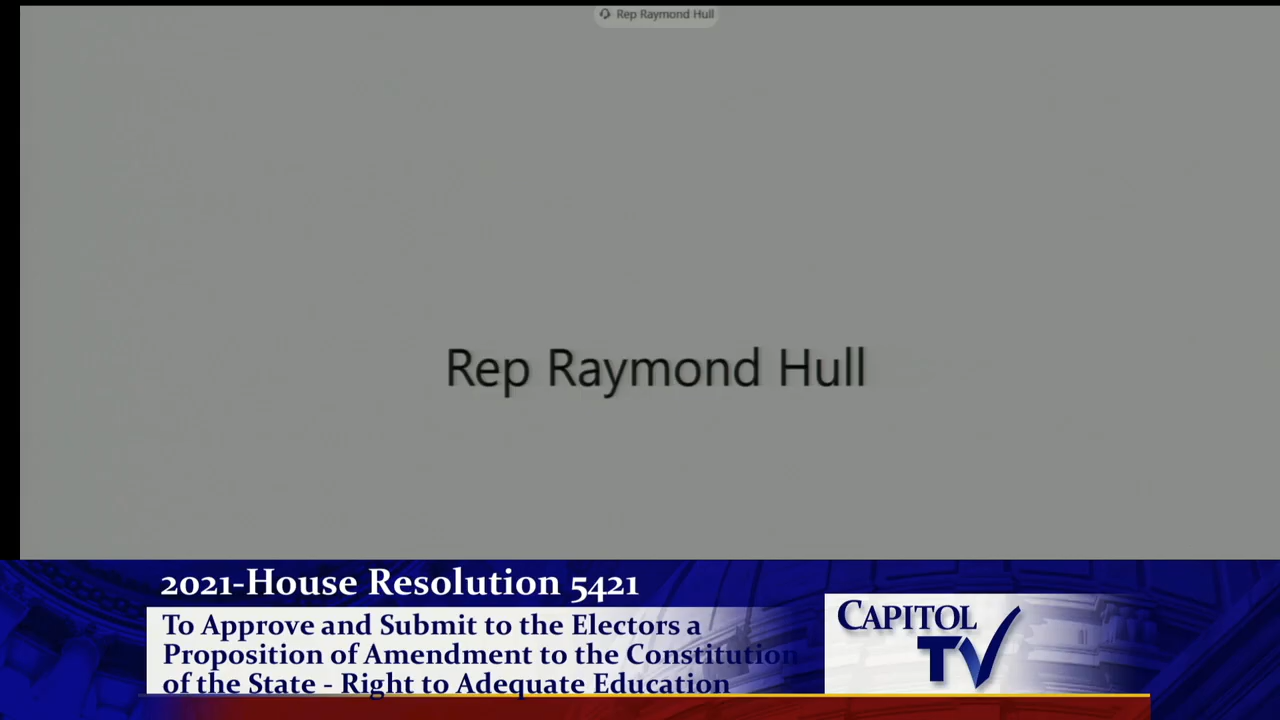 Rep Raymond Hull
Rep Raymond Hull
2021-House Resolution 5421
To Approve and Submit to the Electors a
Proposition of Amendment to the Constitution
of the State - Right to Adequate Education
CAPITOL
TV